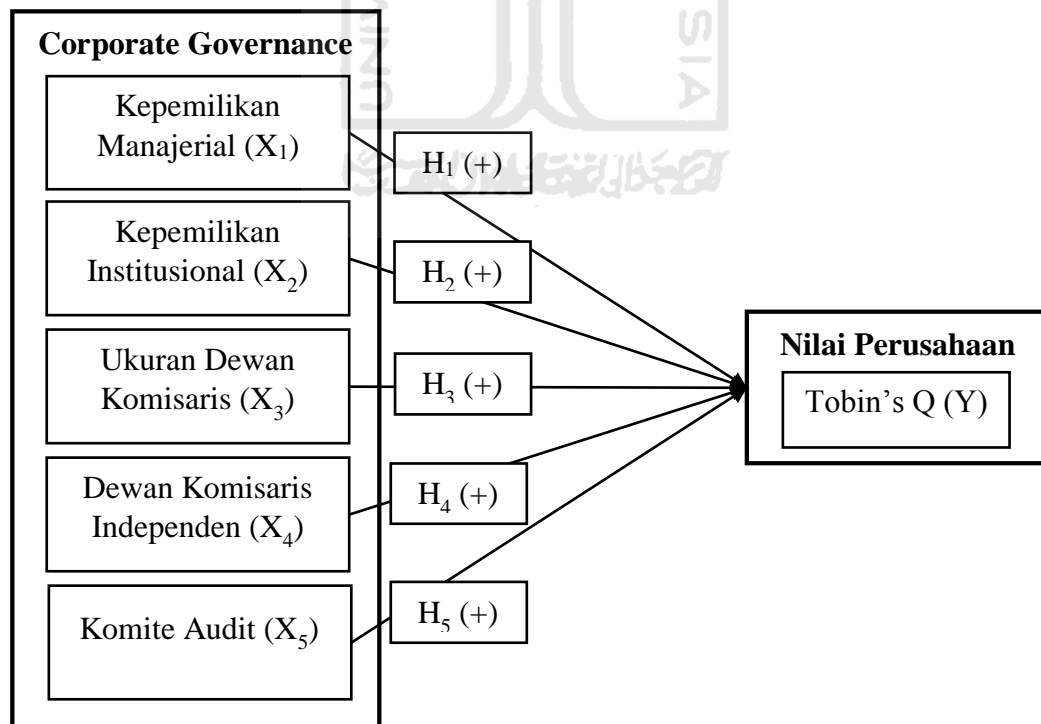 Corporate Governance
Kepemilikan
Manajerial (X₁)
H₁ (+)
Kepemilikan
Institusional (X₂)
H₂ (+)
Ukuran Dewan
Komisaris (X₃)
H₃ (+)
Nilai Perusahaan
Tobin’s Q (Y)
Dewan Komisaris
Independen (X₄)
H₄ (+)
Komite Audit (X₅)
H₅ (+)